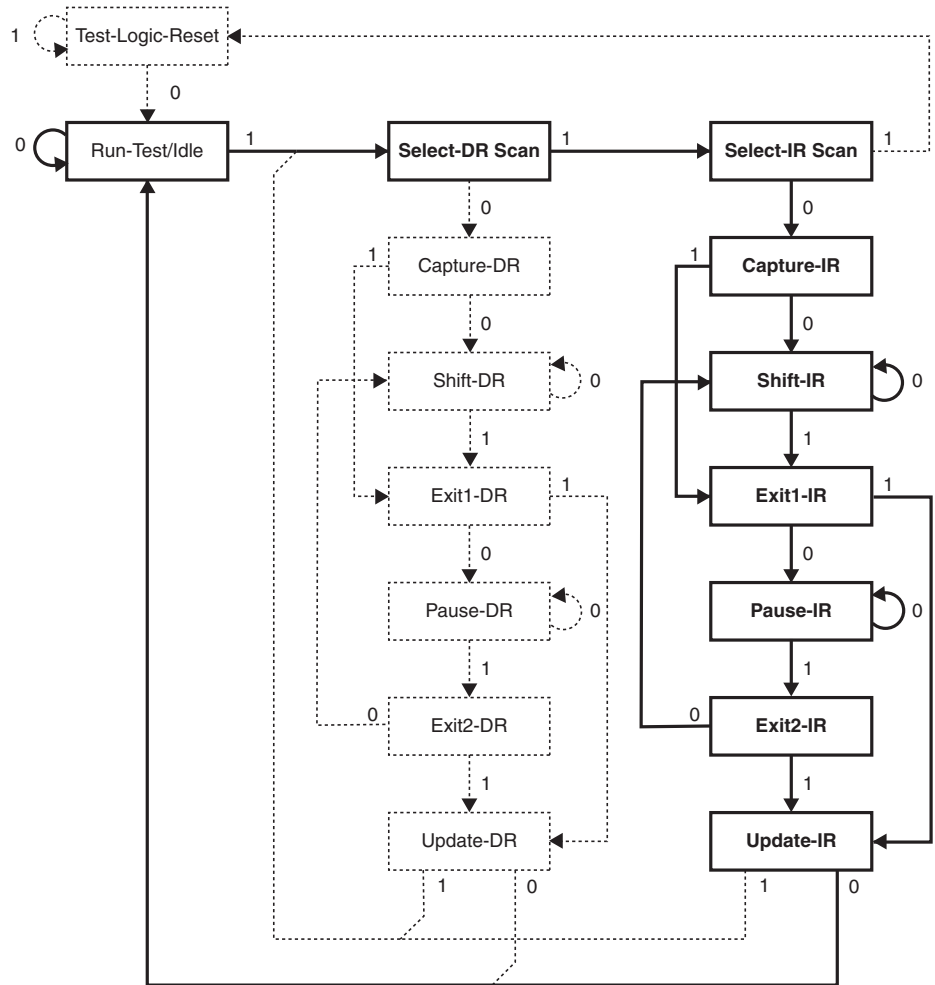 1 Test-Logic-Reset
0
0 Run-Test/Idle 1 Select-DR Scan 1 Select-IR Scan 1
0 0
1 Capture-DR 1 Capture-IR
0 0
Shift-DR 0 Shift-IR 0
1 1
Exit1-DR 1 Exit1-IR 1
0 0
Pause-DR 0 Pause-IR 0
1 1
0 Exit2-DR 0 Exit2-IR
1 1
Update-DR Update-IR
1 0 1 0